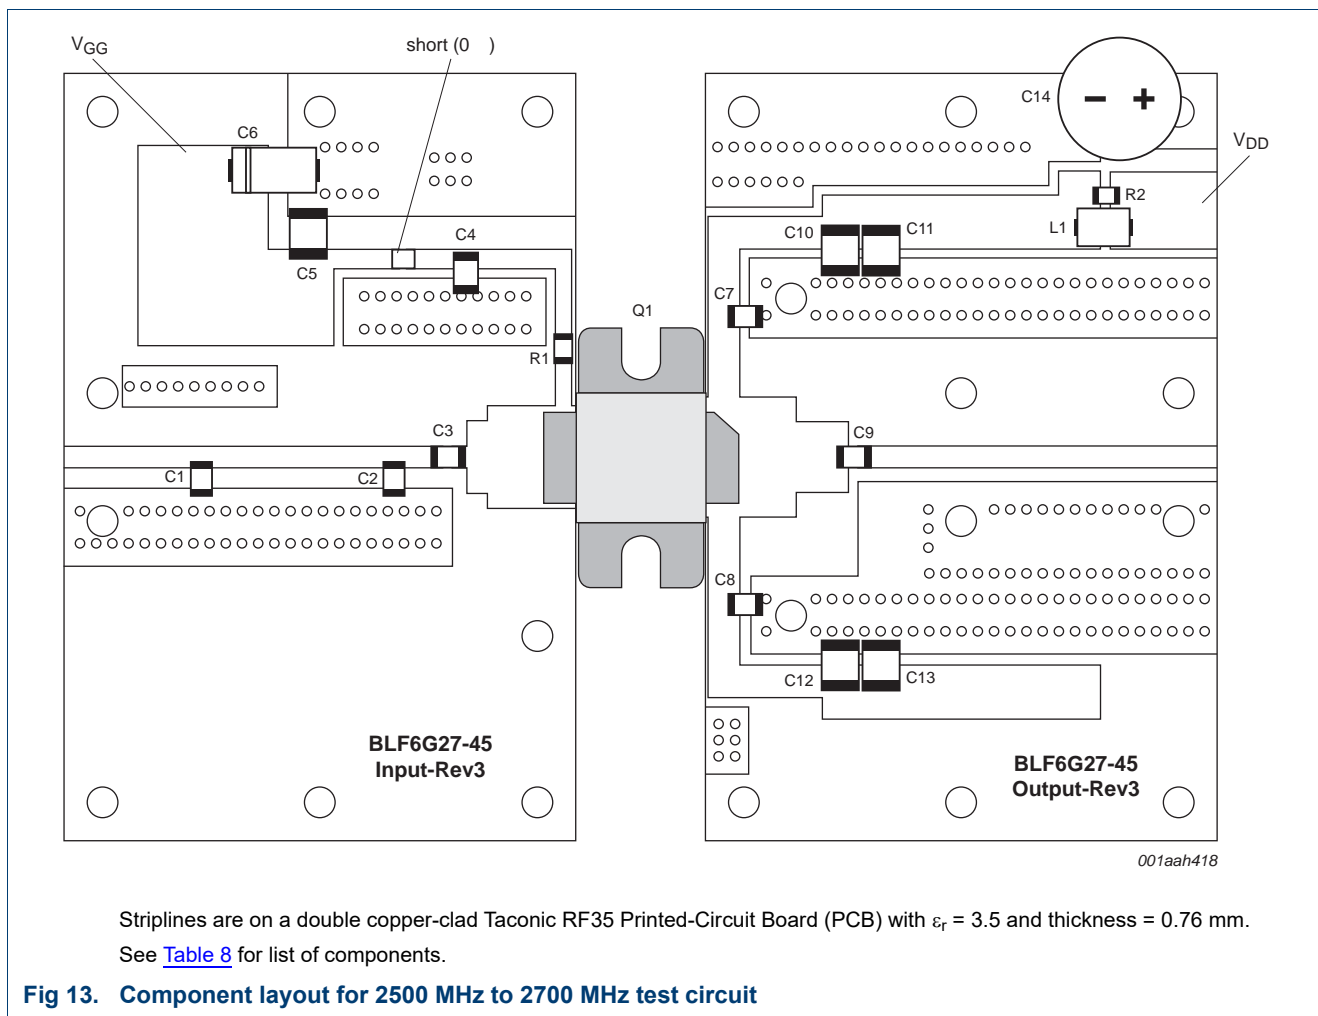 VGG
short (0 )
C14
− +
VDD
C6
R2
L1
C10
C11
C4
C5
C7
Q1
R1
C3
C9
C1
C2
C8
C12
C13
BLF6G27-45
Input-Rev3
BLF6G27-45
Output-Rev3
001aah418
Striplines are on a double copper-clad Taconic RF35 Printed-Circuit Board (PCB) with εr = 3.5 and thickness = 0.76 mm.
See Table 8 for list of components.
Fig 13. Component layout for 2500 MHz to 2700 MHz test circuit